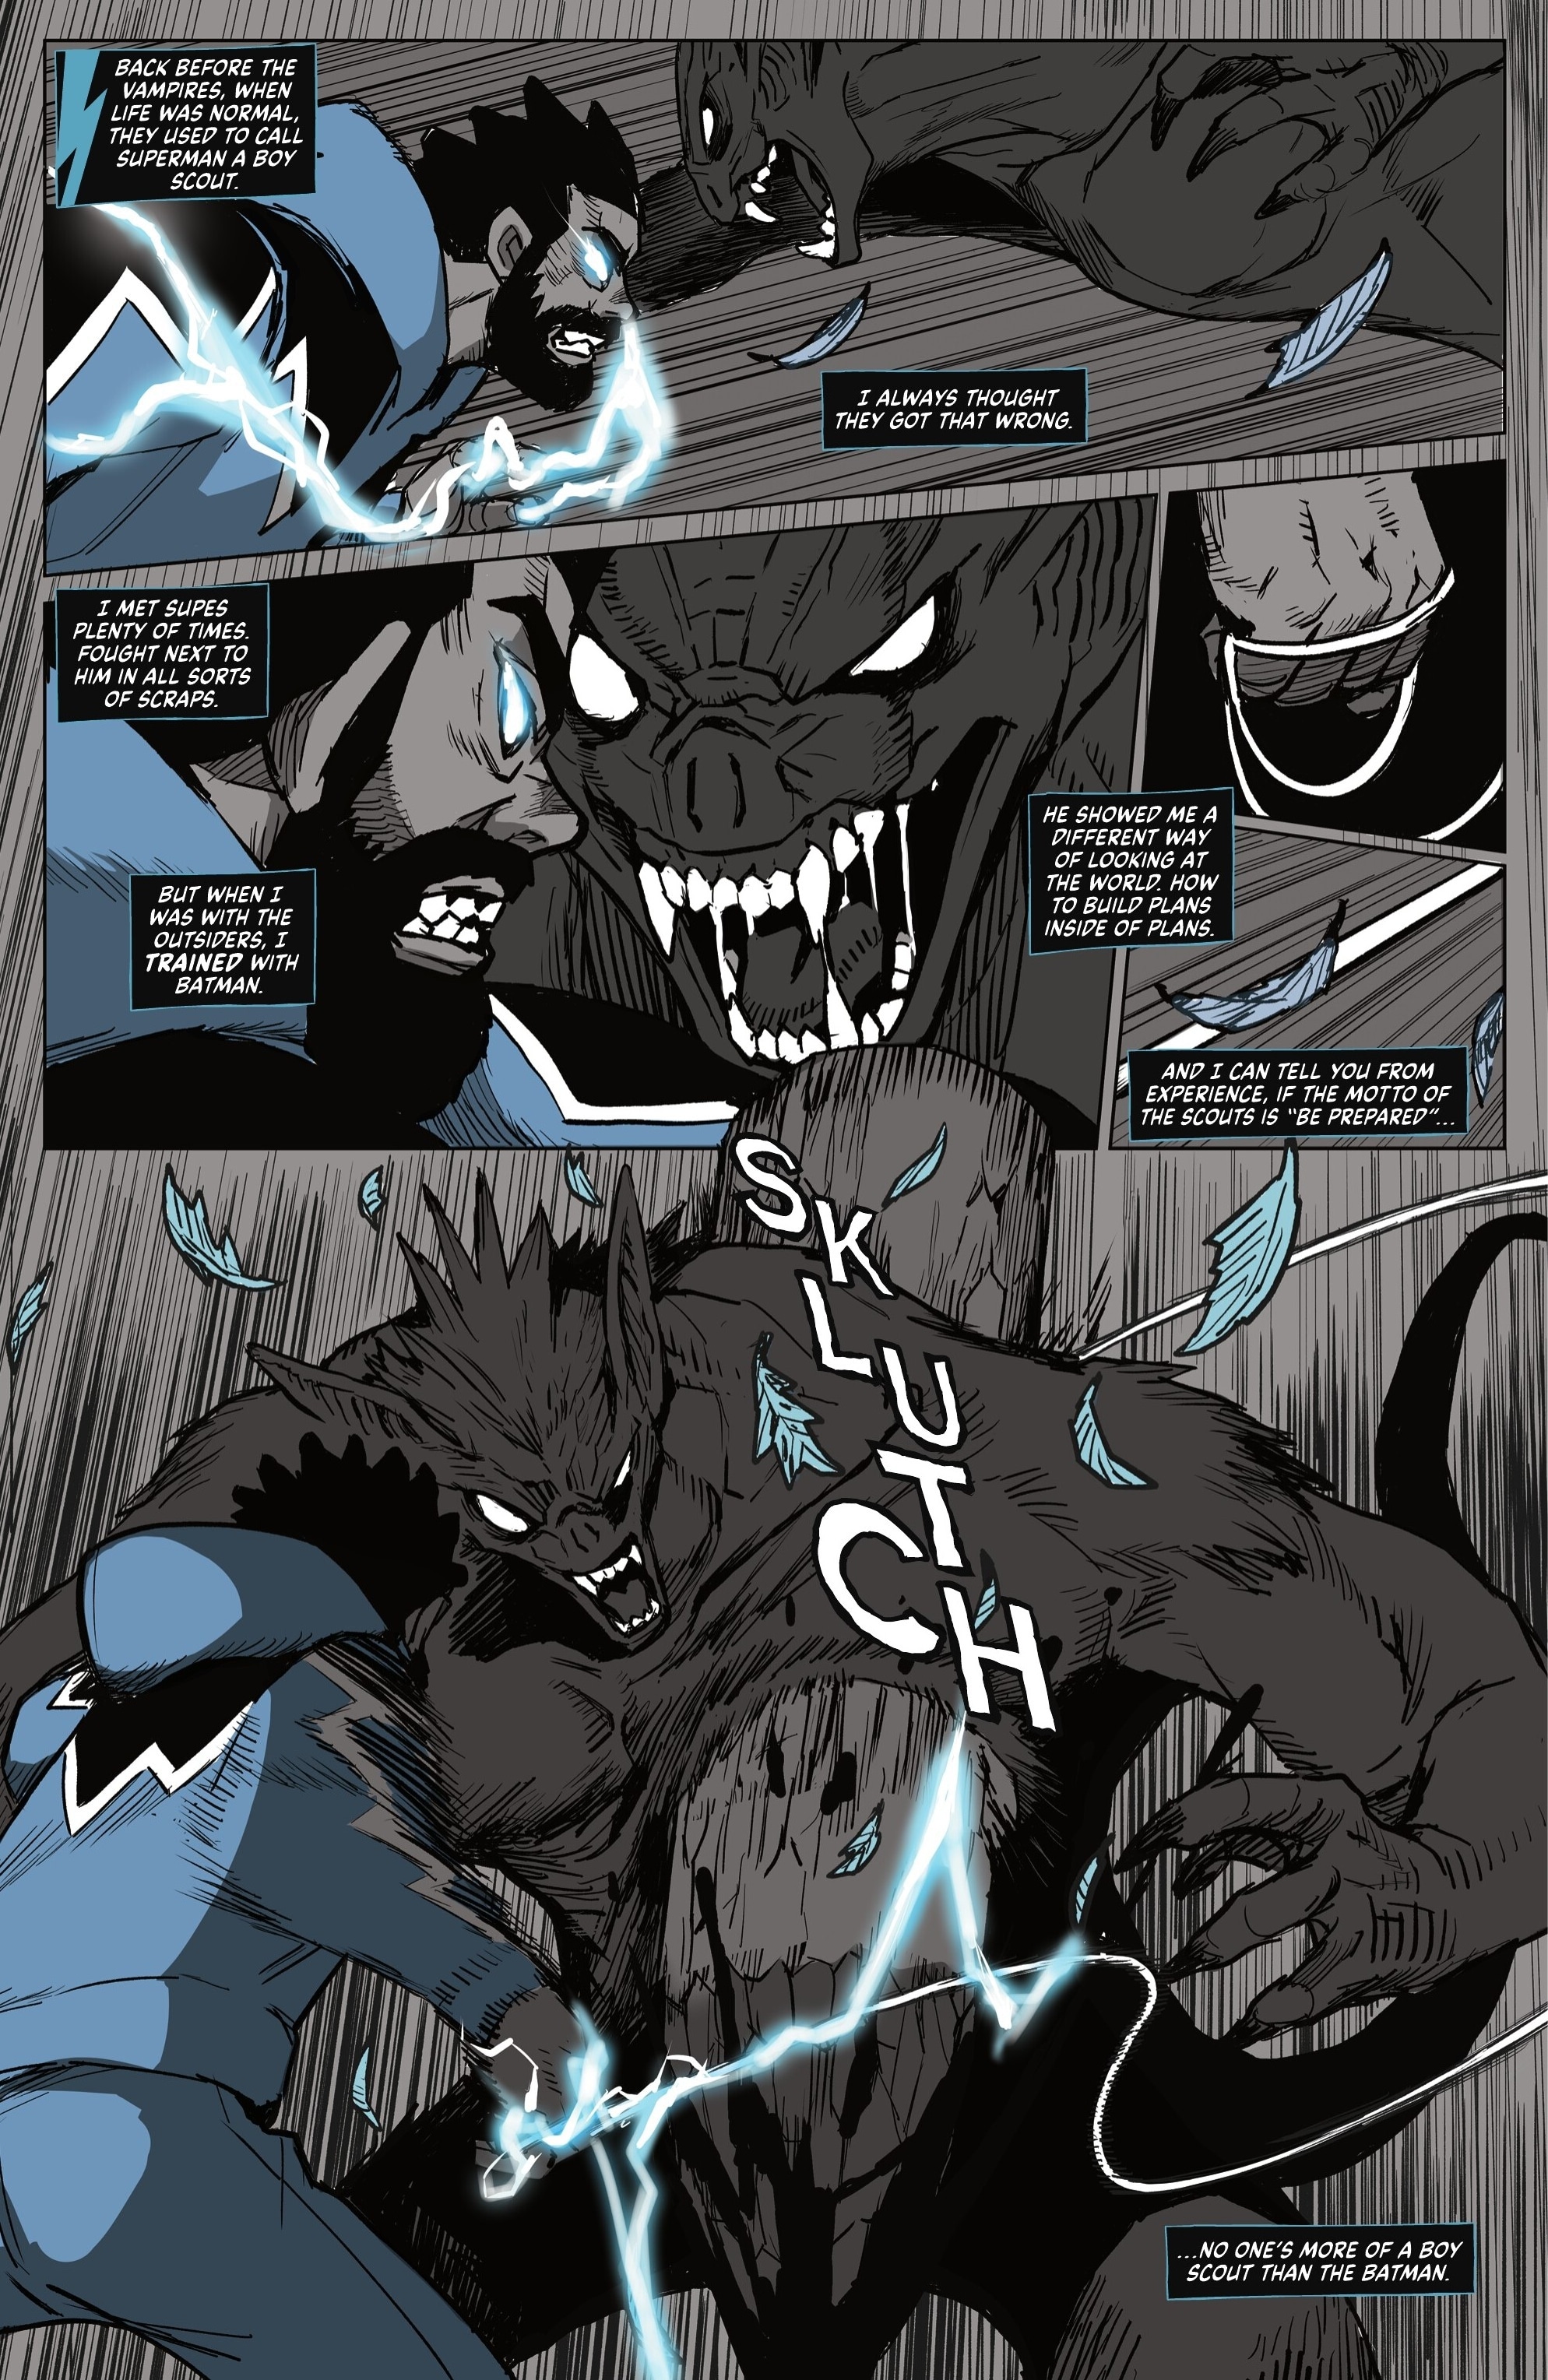 BACK BEFORE THE
VAMPIRES, WHEN
LIFE WAS NORMAL,
THEY USED TO CALL
SUPERMAN A BOY
SCOUT.
I ALWAYS THOUGHT
THEY GOT THAT WRONG.
I MET SUPES
PLENTY OF TIMES.
FOUGHT NEXT TO
HIM IN ALL SORTS
OF SCRAPS.
BUT WHEN I
WAS WITH THE
OUTSIDERS, I
TRAINED WITH
BATMAN.
HE SHOWED ME A
DIFFERENT WAY
OF LOOKING AT
THE WORLD. HOW
TO BUILD PLANS
INSIDE OF PLANS.
AND I CAN TELL YOU FROM
EXPERIENCE, IF THE MOTTO OF
THE SCOUTS IS “BE PREPARED”...
SKLUTCH
...NO ONE'S MORE OF A BOY
SCOUT THAN THE BATMAN.